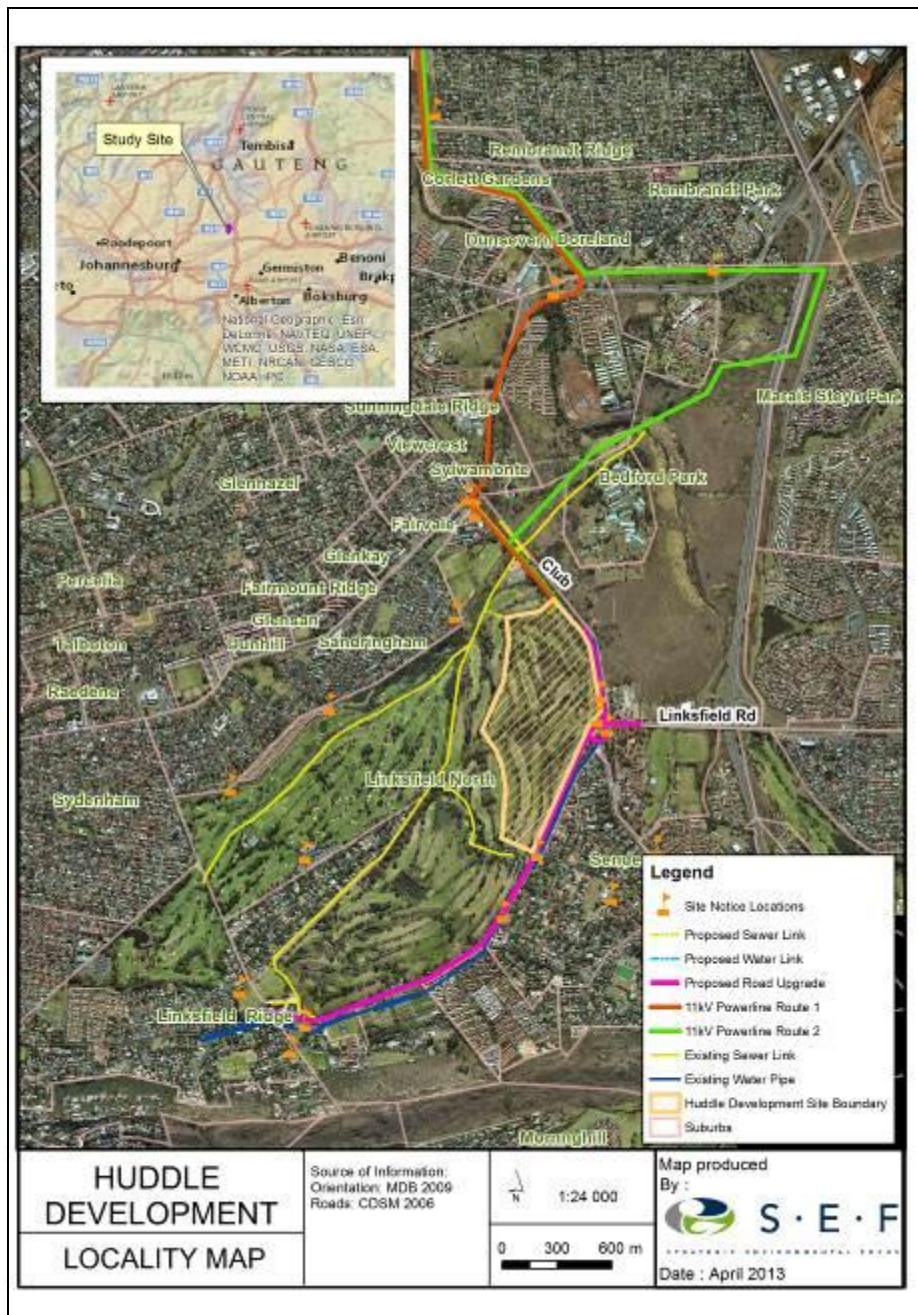 Study Site
Tembisa
GAUTENG
Roodepoort
Johannesburg
Germiston
Benoni
Alberton
Boksburg
National Geographic, Esri,
DeLorme, NAVTEQ, UNEP-
WCMC, USGS, NASA, ESA,
METI, NRCAN, GEBCO,
NOAA, iPC
Rembrandt Ridge
Corlett Gardens
Rembrandt Park
Dunsevern Doreland
Marais Steyn Park
Sunningdale Ridge
Viewcrest
Sylwamonte
Glenhazel
Bedford Park
Fairvale
Glenkay
Club
Percelia
Fairmount Ridge
Glensan
Talboton
Dunhill
Sandringham
Raedene
Linksfield Rd
Linksfield North
Sydenham
Linksfield Ridge
Morninghill
Legend
Site Notice Locations
Proposed Sewer Link
Proposed Water Link
Proposed Road Upgrade
11kV Powerline Route 1
11kV Powerline Route 2
Existing Sewer Link
Existing Water Pipe
Huddle Development Site Boundary
Suburbs
HUDDLE
DEVELOPMENT
LOCALITY MAP
Source of Information:
Orientation: MDB 2009
Roads: CDSM 2006
N
1:24 000
0 300 600 m
Map produced
By :
S·E·F
Date : April 2013